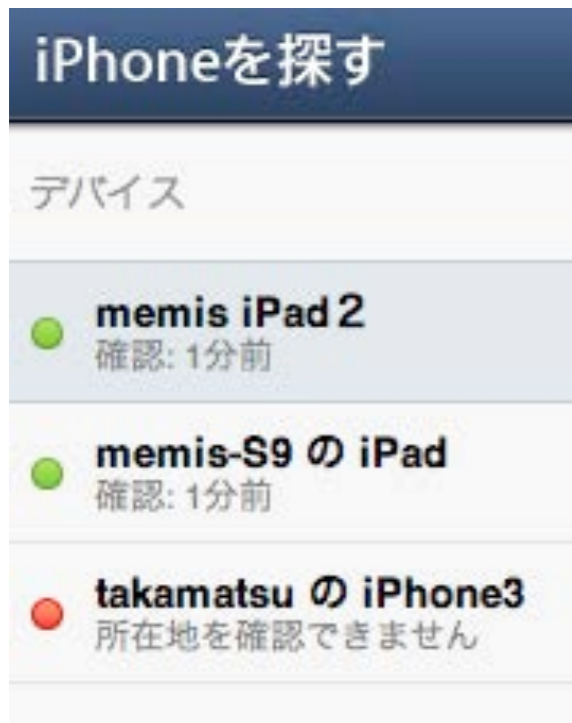 iPhoneを探す
デバイス
memis iPad２
確認: 1分前
memis-S9 の iPad
確認: 1分前
takamatsu の iPhone3
所在地を確認できません